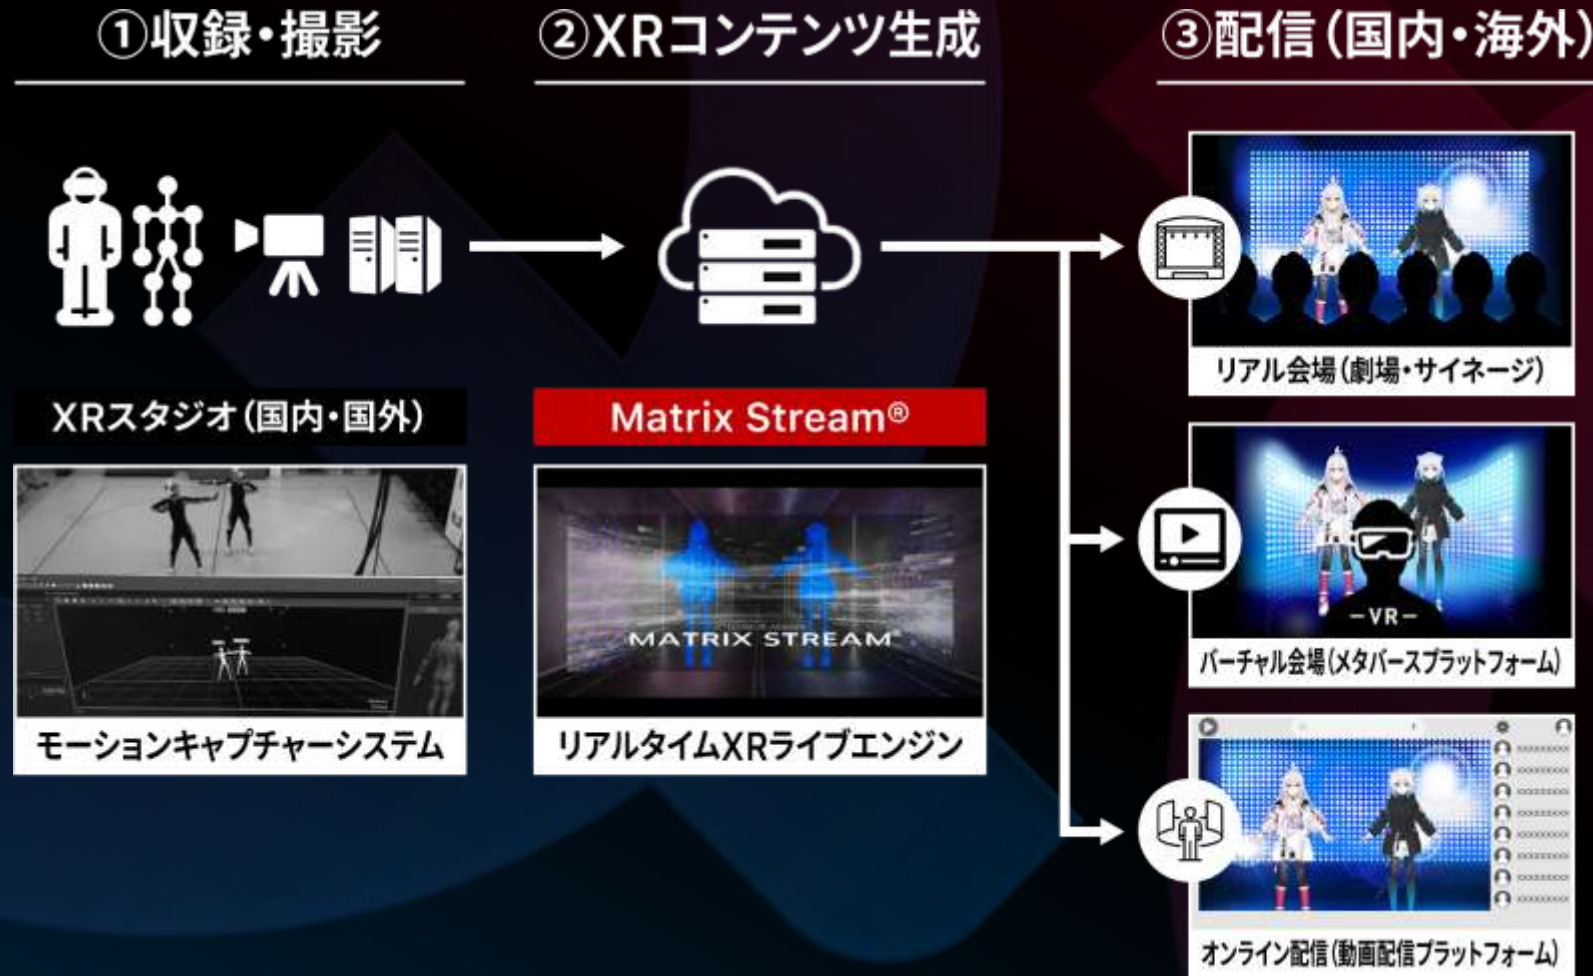 ①収録・撮影
②XRコンテンツ生成
③配信（国内・海外）
XRスタジオ（国内・国外）
モーションキャプチャーシステム
Matrix Stream®
MATRIX STREAM®
リアルタイムXRライブエンジン
リアル会場（劇場・サイネージ）
－VR－
バーチャル会場（メタバースプラットフォーム）
オンライン配信（動画配信プラットフォーム）